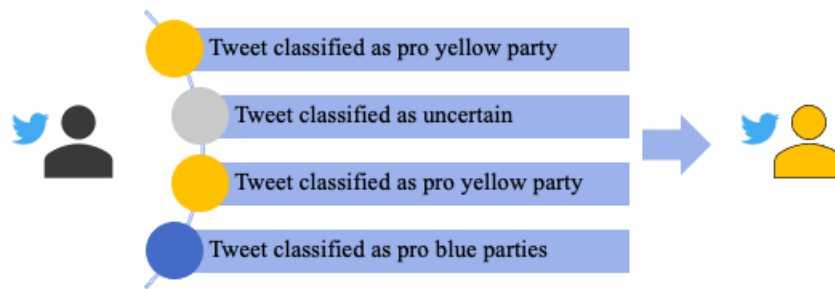 Tweet classified as pro yellow party
Tweet classified as uncertain
Tweet classified as pro yellow party
Tweet classified as pro blue parties